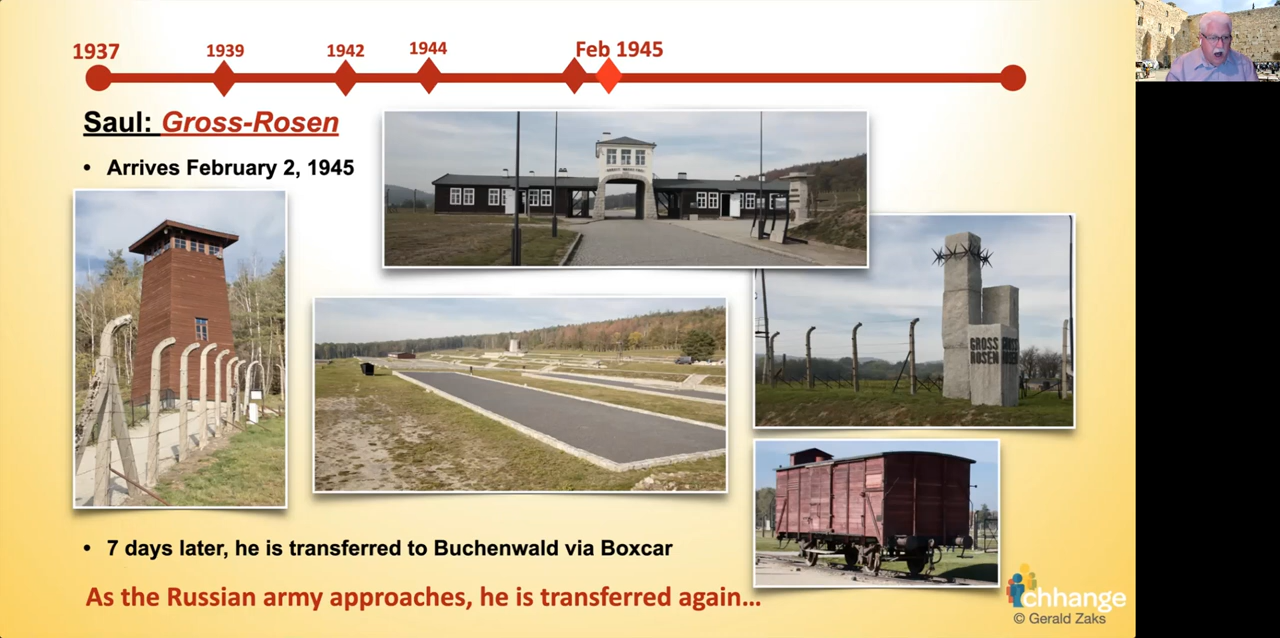 1937
1939
1942
1944
Feb 1945
Saul: Gross-Rosen
• Arrives February 2, 1945
GROSS
ROSEN
• 7 days later, he is transferred to Buchenwald via Boxcar
As the Russian army approaches, he is transferred again…
chhange
© Gerald Zaks